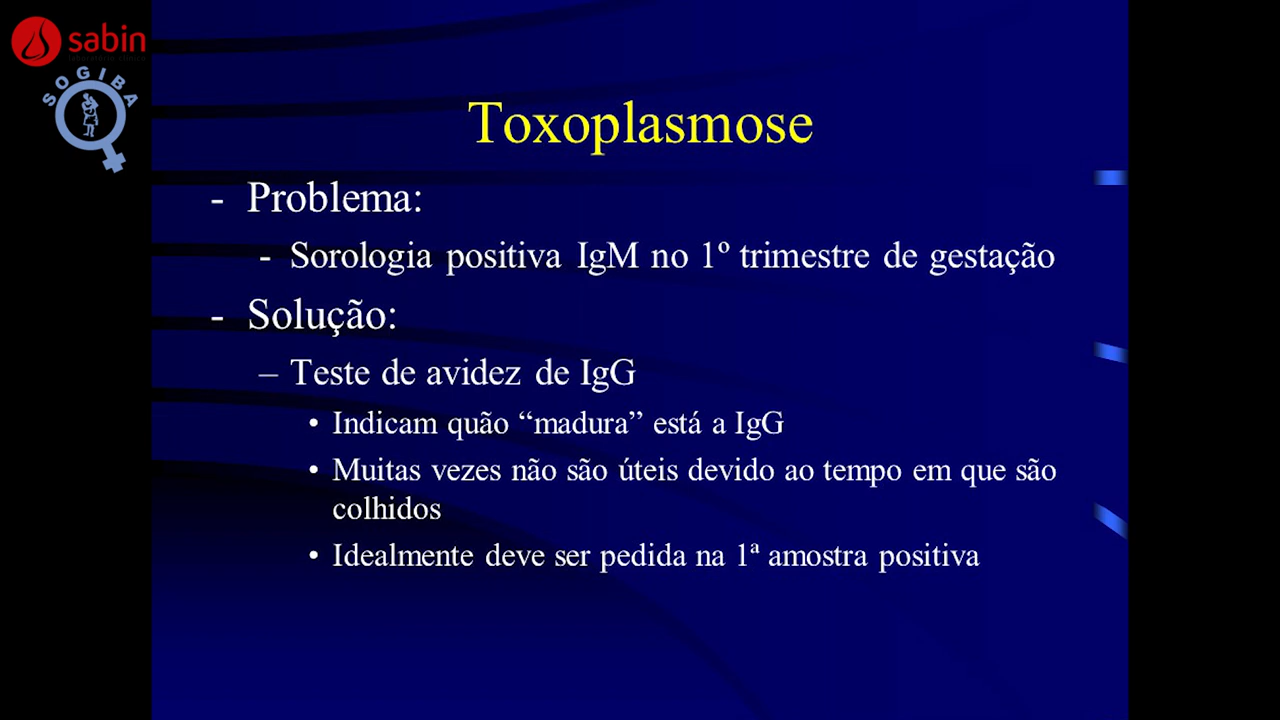 sabin
SOGIBA
Toxoplasmose
- Problema:
- Sorologia positiva IgM no 1º trimestre de gestação
- Solução:
– Teste de avidez de IgG
• Indicam quão “madura” está a IgG
• Muitas vezes não são úteis devido ao tempo em que são
colhidos
• Idealmente deve ser pedida na 1ª amostra positiva